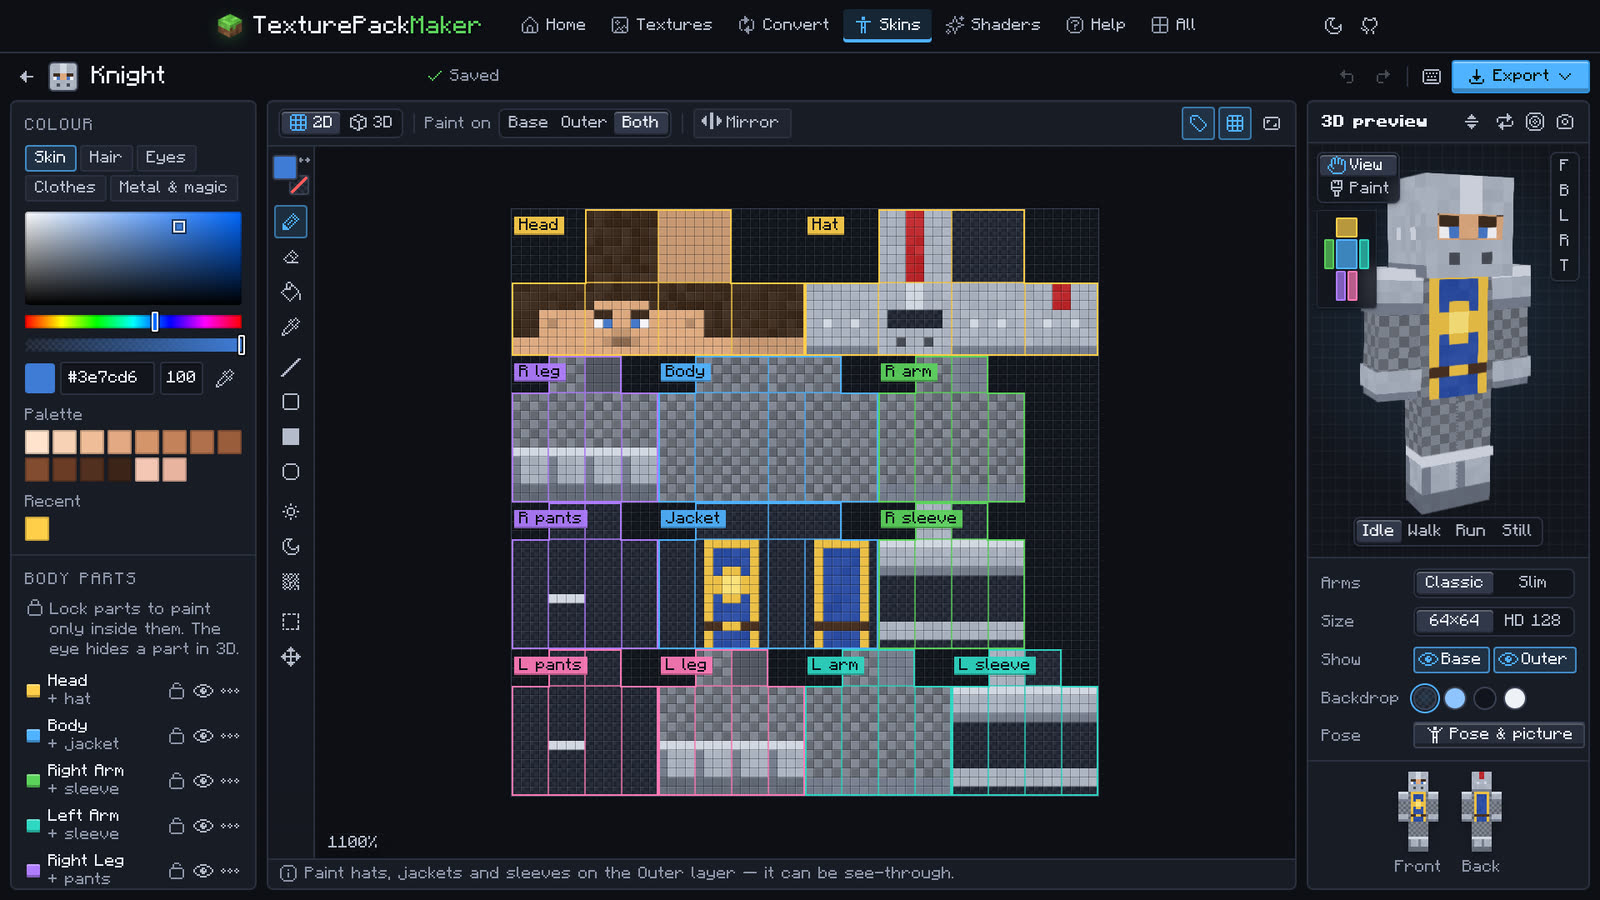 TexturePackMaker
Home
Textures
Convert
Skins
Shaders
Help
All
Knight
Saved
Export
COLOUR
Skin
Hair
Eyes
Clothes
Metal & magic
#3e7cd6
100
Palette
Recent
BODY PARTS
Lock parts to paint
only inside them. The
eye hides a part in 3D.
Head
+ hat
Body
+ jacket
Right Arm
+ sleeve
Left Arm
+ sleeve
Right Leg
+ pants
2D
3D
Paint on
Base
Outer
Both
Mirror
Head
Hat
R leg
Body
R arm
R pants
Jacket
R sleeve
L pants
L leg
L arm
L sleeve
1100%
Paint hats, jackets and sleeves on the Outer layer — it can be see-through.
3D preview
View
Paint
F
B
L
R
T
Idle
Walk
Run
Still
Arms
Classic
Slim
Size
64×64
HD 128
Show
Base
Outer
Backdrop
Pose
Pose & picture
Front
Back